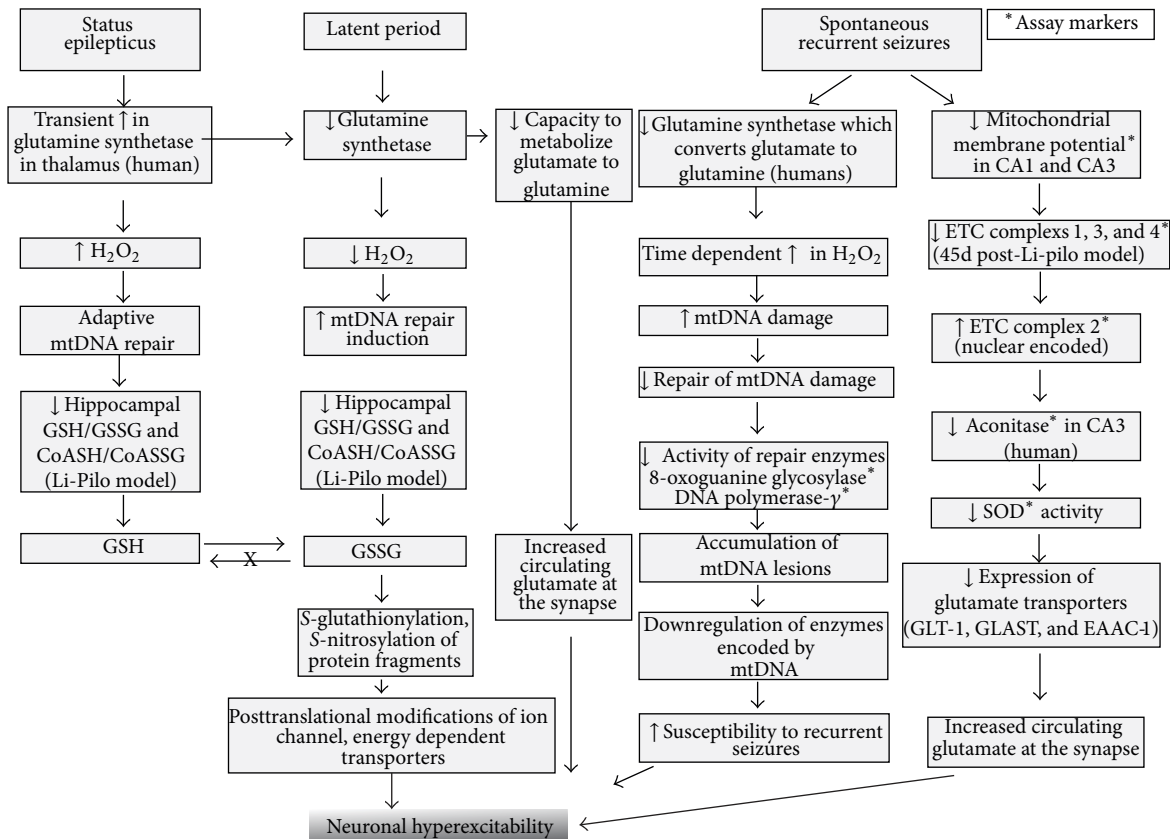 Status
epilepticus
Transient ↑ in
glutamine synthetase
in thalamus (human)
↑ H₂O₂
Adaptive
mtDNA repair
↓ Hippocampal
GSH/GSSG and
CoASH/CoASSG
(Li-Pilo model)
GSH
X
Latent period
↓ Glutamine
synthetase
↓ H₂O₂
↑ mtDNA repair
induction
↓ Hippocampal
GSH/GSSG and
CoASH/CoASSG
(Li-Pilo model)
GSSG
S-glutathionylation,
S-nitrosylation of
protein fragments
Posttranslational modifications of ion
channel, energy dependent
transporters
↓ Capacity to
metabolize
glutamate to
glutamine
Increased
circulating
glutamate at
the synapse
Spontaneous
recurrent seizures
* Assay markers
↓ Glutamine synthetase which
converts glutamate to
glutamine (humans)
Time dependent ↑ in H₂O₂
↑ mtDNA damage
↓ Repair of mtDNA damage
↓ Activity of repair enzymes
8-oxoguanine glycosylase*
DNA polymerase-γ*
Accumulation of
mtDNA lesions
Downregulation of enzymes
encoded by
mtDNA
↑ Susceptibility to recurrent
seizures
↓ Mitochondrial
membrane potential*
in CA1 and CA3
↓ ETC complexs 1, 3, and 4*
(45d post-Li-pilo model)
↑ ETC complex 2*
(nuclear encoded)
↓ Aconitase* in CA3
(human)
↓ SOD* activity
↓ Expression of
glutamate transporters
(GLT-1, GLAST, and EAAC-1)
Increased circulating
glutamate at the synapse
Neuronal hyperexcitability